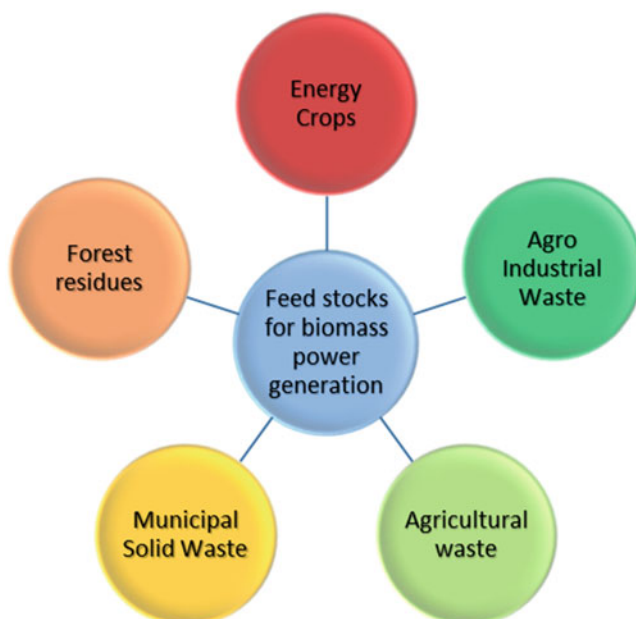 Energy
Crops
Agro
Industrial
Waste
Forest
residues
Feed stocks
for biomass
power
generation
Municipal
Solid Waste
Agricultural
waste